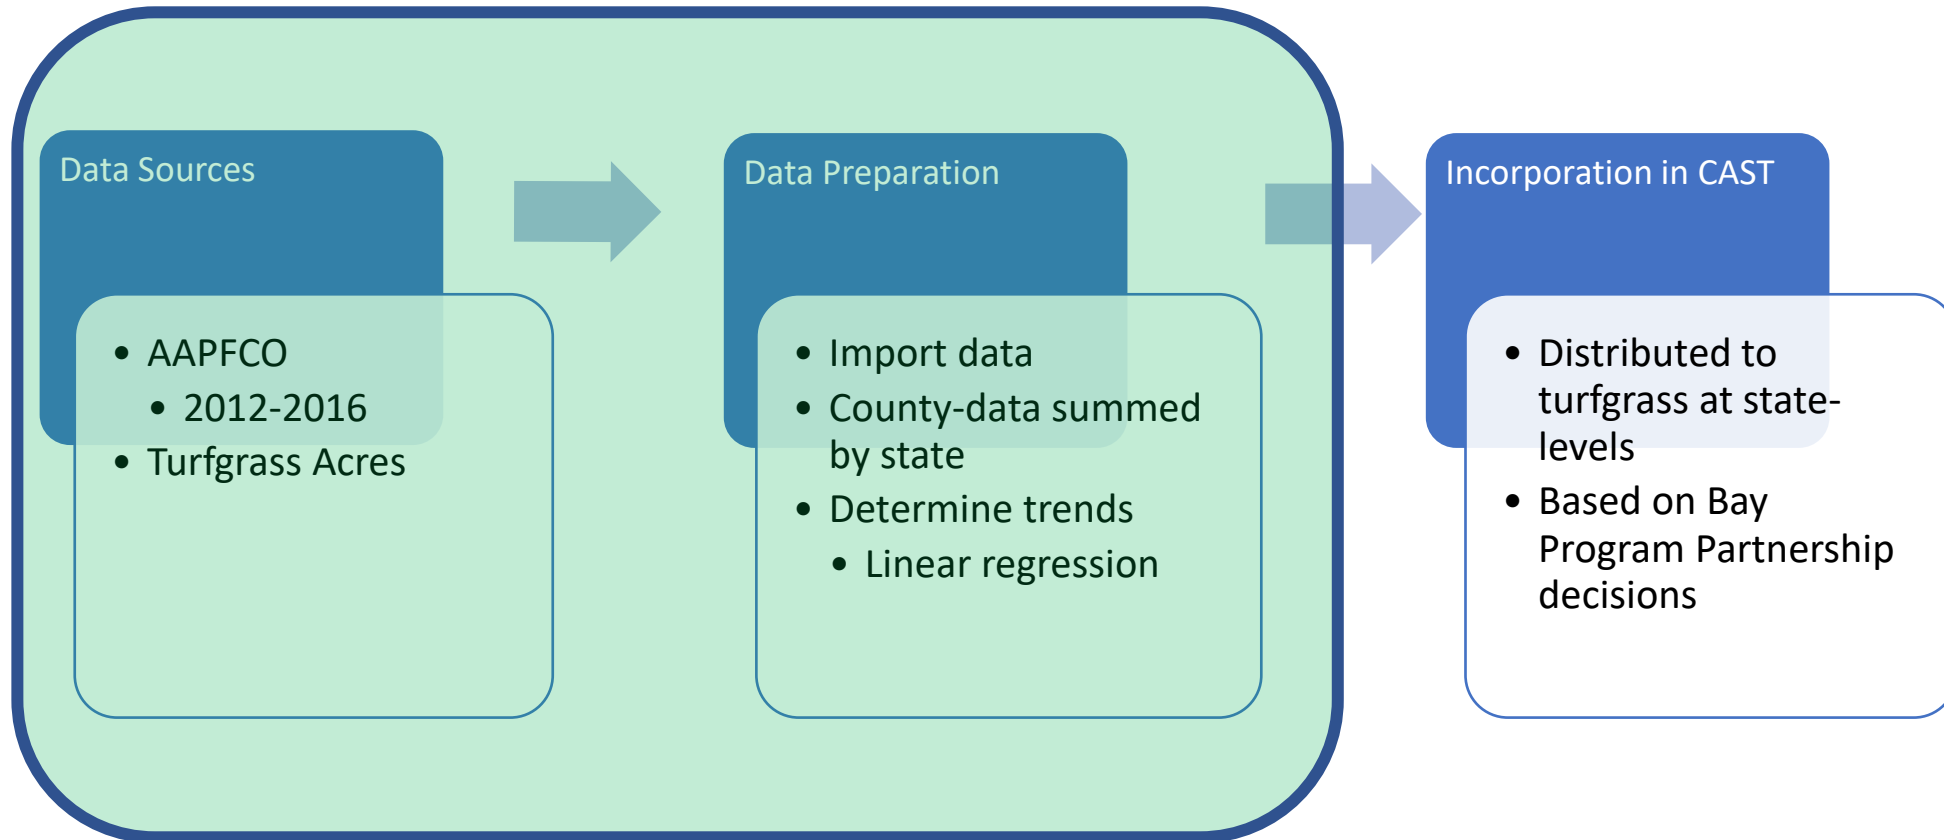 Data Sources
• AAPFCO
• 2012-2016
• Turfgrass Acres
Data Preparation
• Import data
• County-data summed
by state
• Determine trends
• Linear regression
Incorporation in CAST
• Distributed to
turfgrass at state-
levels
• Based on Bay
Program Partnership
decisions